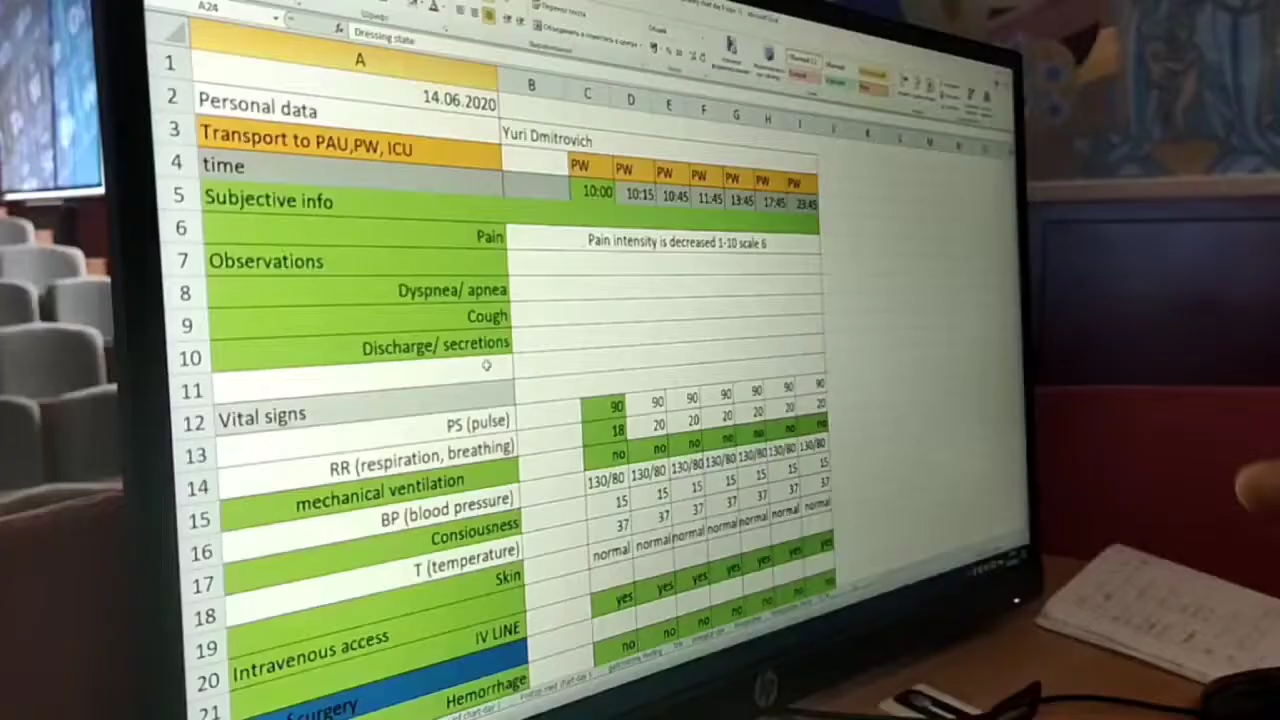 A24
Dressing state
A B C D E F G H I
1
2 Personal data 14.06.2020
3 Transport to PAU,PW, ICU Yuri Dmitrovich
4 time PW PW PW PW PW PW PW
5 Subjective info 10:00 10:15 10:45 11:45 13:45 17:45 23:45
6 Pain Pain intensity is decreased 1-10 scale 6
7 Observations
8 Dyspnea/ apnea
9 Cough
10 Discharge/ secretions
11
12 Vital signs
13 PS (pulse) 90 90 90 90 90 90 90
14 RR (respiration, breathing) 18 20 20 20 20 20 20
15 mechanical ventilation no no no no no no no
16 BP (blood pressure) 130/80 130/80 130/80 130/80 130/80 130/80 130/80
17 Consiousness 15 15 15 15 15 15 15
18 T (temperature) 37 37 37 37 37 37 37
19 Skin normal normal normal normal normal normal normal
20 Intravenous access
IV LINE yes yes yes yes yes yes yes
21 surgery
Hemorrhage no no no no no no no
hp